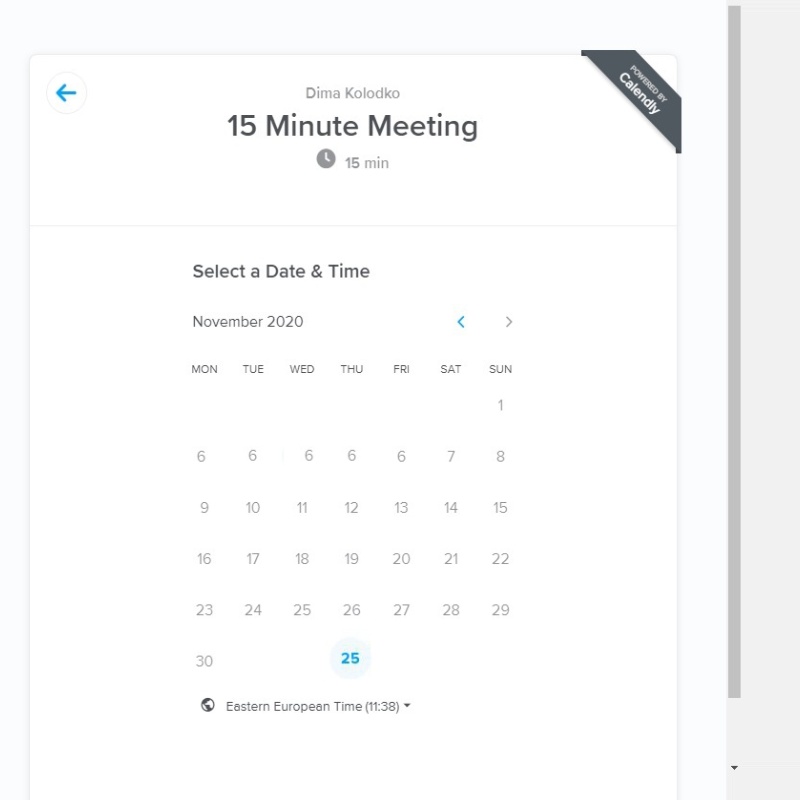 Dima Kolodko
POWERED BY
Calendly
15 Minute Meeting
15 min
Select a Date & Time
November 2020
MON TUE WED THU FRI SAT SUN
1
6 6 6 6 6 7 8
9 10 11 12 13 14 15
16 17 18 19 20 21 22
23 24 25 26 27 28 29
30 25
Eastern European Time (11:38)